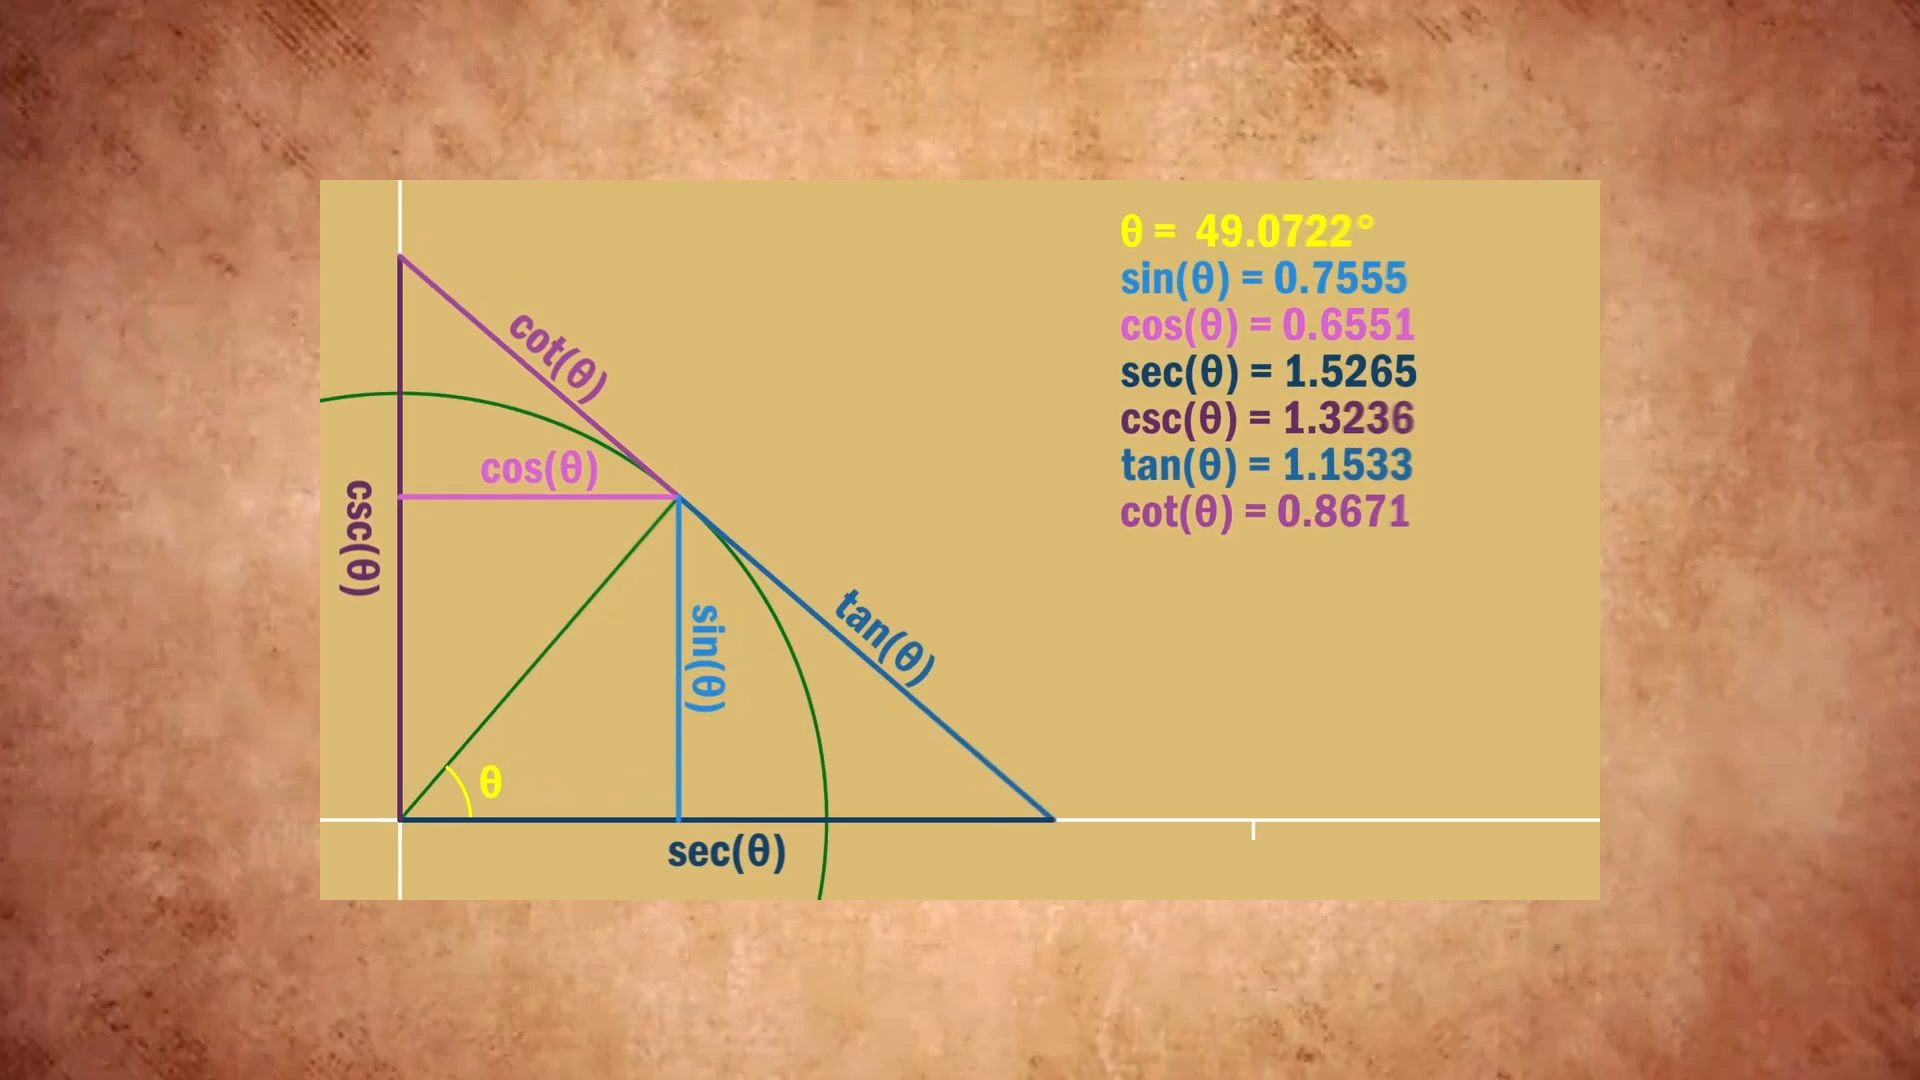 θ = 49.0722°
sin(θ) = 0.7555
cos(θ) = 0.6551
sec(θ) = 1.5265
csc(θ) = 1.3236
tan(θ) = 1.1533
cot(θ) = 0.8671
cot(θ)
cos(θ)
csc(θ)
sin(θ)
tan(θ)
θ
sec(θ)